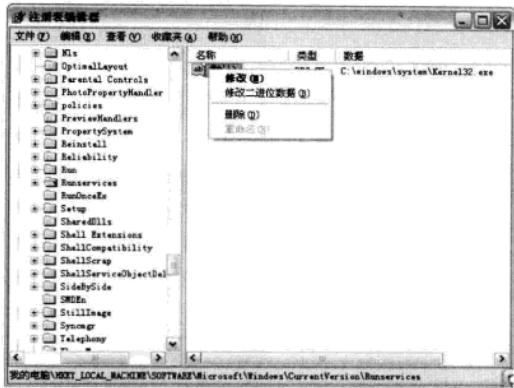 注册表编辑器
文件(F) 编辑(E) 查看(V) 收藏夹(A) 帮助(H)
Nls
OptimalLayout
Parental Controls
PhotoPropertyHandler
policies
PreviewHandlers
PropertySystem
Reinstall
Reliability
Run
Runservices
RunOnceEx
Setup
SharedDlls
Shell Extensions
ShellCompatibility
ShellScrap
ShellServiceObjectDel
SideBySide
SMDEn
StillImage
Syncmgr
Telephony
名称 类型 数据
C:\windows\system\Kernel32.exe
修改(M)
修改二进位数据(B)
删除(D)
重命名(R)
我的电脑\HKEY_LOCAL_MACHINE\SOFTWARE\Microsoft\Windows\CurrentVersion\Runservices